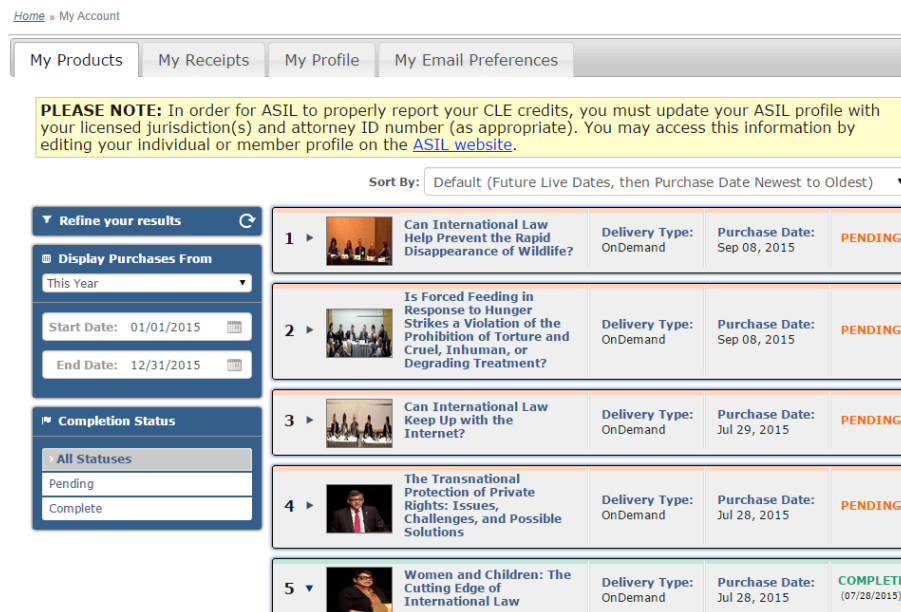 Home » My Account
My Products
My Receipts
My Profile
My Email Preferences
PLEASE NOTE: In order for ASIL to properly report your CLE credits, you must update your ASIL profile with
your licensed jurisdiction(s) and attorney ID number (as appropriate). You may access this information by
editing your individual or member profile on the ASIL website.
Sort By: Default (Future Live Dates, then Purchase Date Newest to Oldest)
Refine your results
Display Purchases From
This Year
Start Date: 01/01/2015
End Date: 12/31/2015
Completion Status
All Statuses
Pending
Complete
1
Can International Law
Help Prevent the Rapid
Disappearance of Wildlife?
Delivery Type:
OnDemand
Purchase Date:
Sep 08, 2015
PENDING
2
Is Forced Feeding in
Response to Hunger
Strikes a Violation of the
Prohibition of Torture and
Cruel, Inhuman, or
Degrading Treatment?
Delivery Type:
OnDemand
Purchase Date:
Sep 08, 2015
PENDING
3
Can International Law
Keep Up with the
Internet?
Delivery Type:
OnDemand
Purchase Date:
Jul 29, 2015
PENDING
4
The Transnational
Protection of Private
Rights: Issues,
Challenges, and Possible
Solutions
Delivery Type:
OnDemand
Purchase Date:
Jul 28, 2015
PENDING
5
Women and Children: The
Cutting Edge of
International Law
Delivery Type:
OnDemand
Purchase Date:
Jul 28, 2015
COMPLETE
(07/28/2015)